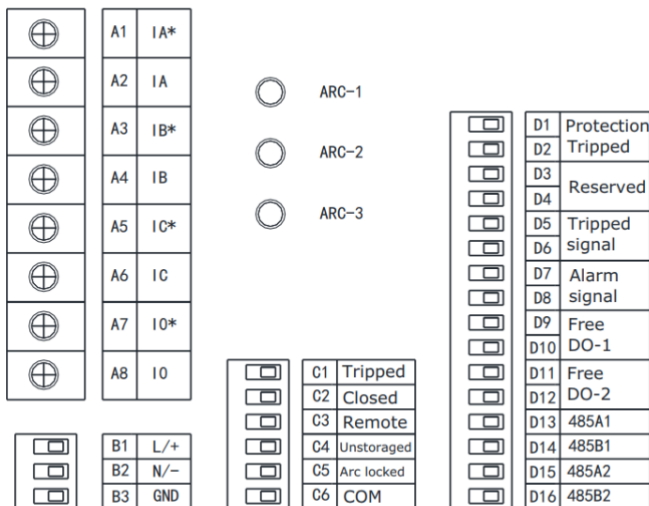 A1 IA*
A2 IA
A3 IB*
A4 IB
A5 IC*
A6 IC
A7 I0*
A8 I0
B1 L/+
B2 N/-
B3 GND
ARC-1
ARC-2
ARC-3
C1 Tripped
C2 Closed
C3 Remote
C4 Unstoraged
C5 Arc locked
C6 COM
D1 Protection
D2 Tripped
D3 Reserved
D4
D5 Tripped
D6 signal
D7 Alarm
D8 signal
D9 Free
D10 DO-1
D11 Free
D12 DO-2
D13 485A1
D14 485B1
D15 485A2
D16 485B2